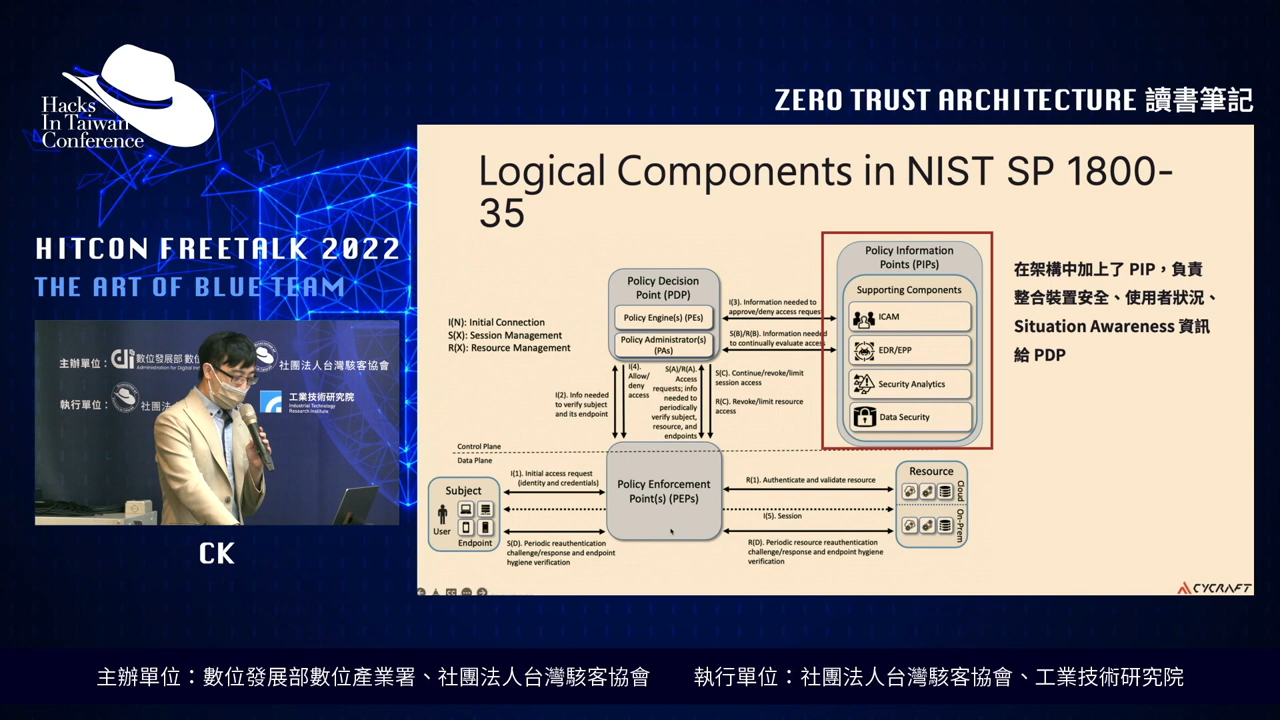 Hacks
In Taiwan
Conference
HITCON FREETALK 2022
THE ART OF BLUE TEAM
主辦單位：
數位發展部
Administration for Digital
社團法人台灣駭客協會
執行單位：
工業技術研究院
Industrial Technology
Research Institute
CK
ZERO TRUST ARCHITECTURE 讀書筆記
Logical Components in NIST SP 1800-
35
I(N): Initial Connection
S(X): Session Management
R(X): Resource Management
Policy Decision
Point (PDP)
Policy Engine(s) (PEs)
Policy Administrator(s)
(PAs)
I(3). Information needed to
approve/deny access request
S(B)/R(B). Information needed
to continually evaluate access
Policy Information
Points (PIPs)
Supporting Components
ICAM
EDR/EPP
Security Analytics
Data Security
在架構中加上了 PIP，負責
整合裝置安全、使用者狀況、
Situation Awareness 資訊
給 PDP
I(2). Info needed
to verify subject
and its endpoint
I(4).
Allow/
deny
access
S(A)/R(A).
Access
requests; info
needed to
periodically
verify subject,
resource, and
endpoints
S(C). Continue/revoke/limit
session access
R(C). Revoke/limit resource
access
Control Plane
Data Plane
Subject
User
Endpoint
I(1). Initial access request
(identity and credentials)
S(D). Periodic reauthentication
challenge/response and endpoint
hygiene verification
Policy Enforcement
Point(s) (PEPs)
R(1). Authenticate and validate resource
I(5). Session
R(D). Periodic resource reauthentication
challenge/response and endpoint hygiene
verification
Resource
Cloud
On-Prem
CYCRAFT
主辦單位：數位發展部數位產業署、社團法人台灣駭客協會
執行單位：社團法人台灣駭客協會、工業技術研究院